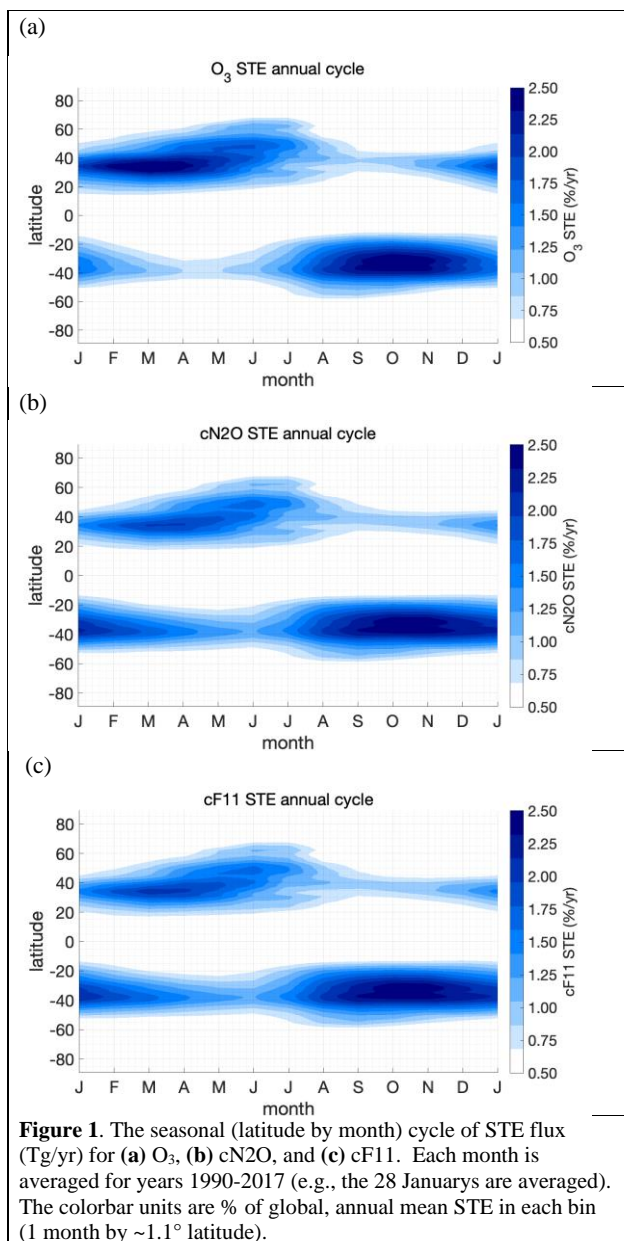 (a)
O3 STE annual cycle
80
60
40
20
0
-20
-40
-60
-80
latitude
J F M A M J J A S O N D J
month
2.50
2.25
2.00
1.75
1.50
1.25
1.00
0.75
0.50
O3 STE (%/yr)
(b)
cN2O STE annual cycle
80
60
40
20
0
-20
-40
-60
-80
latitude
J F M A M J J A S O N D J
month
2.50
2.25
2.00
1.75
1.50
1.25
1.00
0.75
0.50
cN2O STE (%/yr)
(c)
cF11 STE annual cycle
80
60
40
20
0
-20
-40
-60
-80
latitude
J F M A M J J A S O N D J
month
2.50
2.25
2.00
1.75
1.50
1.25
1.00
0.75
0.50
cF11 STE (%/yr)
Figure 1. The seasonal (latitude by month) cycle of STE flux
(Tg/yr) for (a) O3, (b) cN2O, and (c) cF11. Each month is
averaged for years 1990-2017 (e.g., the 28 Januarys are averaged).
The colorbar units are % of global, annual mean STE in each bin
(1 month by ~1.1° latitude).